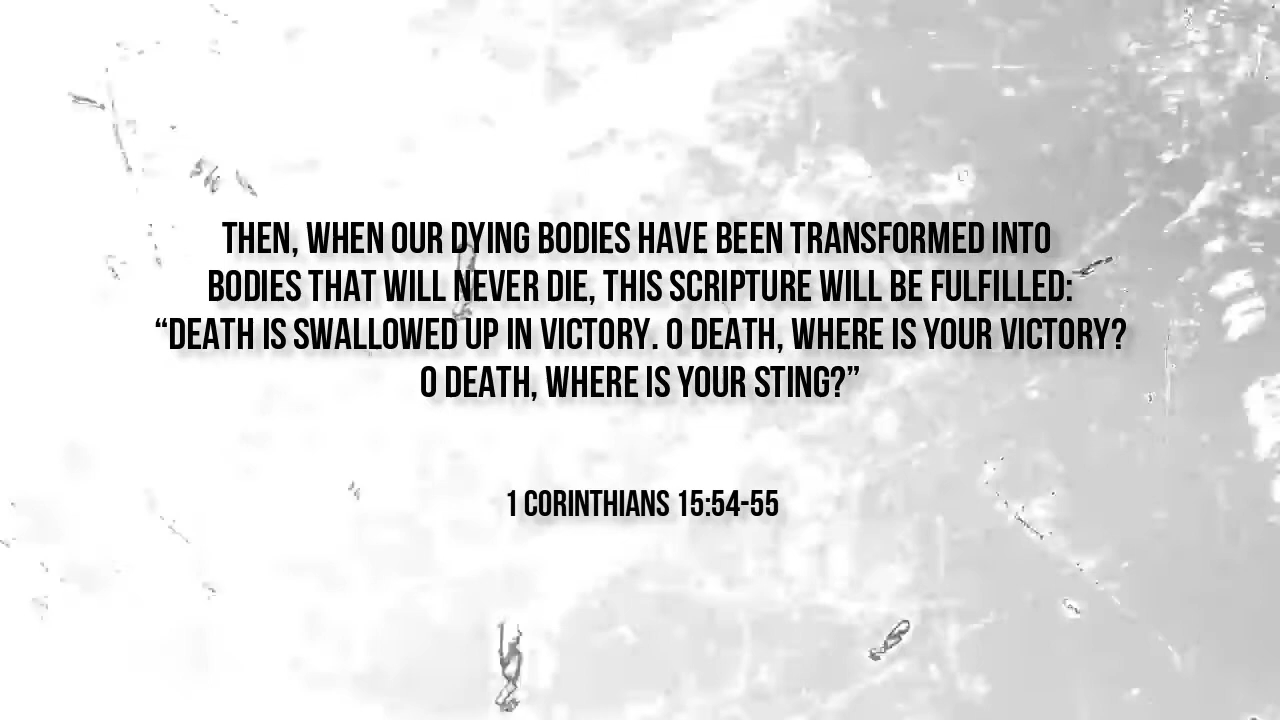 THEN, WHEN OUR DYING BODIES HAVE BEEN TRANSFORMED INTO
BODIES THAT WILL NEVER DIE, THIS SCRIPTURE WILL BE FULFILLED:
“DEATH IS SWALLOWED UP IN VICTORY. O DEATH, WHERE IS YOUR VICTORY?
O DEATH, WHERE IS YOUR STING?”
1 CORINTHIANS 15:54-55